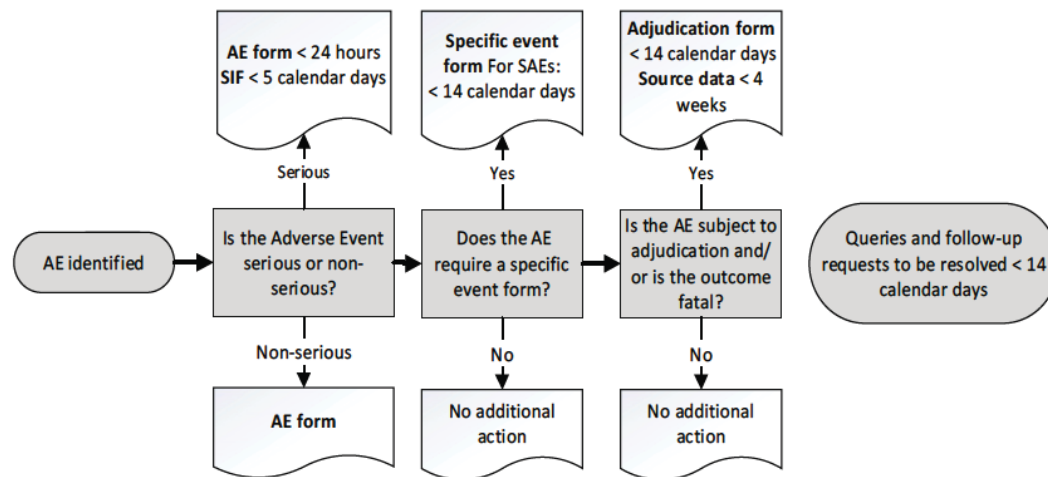 AE form < 24 hours
SIF < 5 calendar days
Specific event
form For SAEs:
< 14 calendar days
Adjudication form
< 14 calendar days
Source data < 4
weeks
Serious
Yes
Yes
AE identified
Is the Adverse Event
serious or non-
serious?
Does the AE
require a specific
event form?
Is the AE subject to
adjudication and/
or is the outcome
fatal?
Queries and follow-up
requests to be resolved < 14
calendar days
Non-serious
No
No
AE form
No additional
action
No additional
action